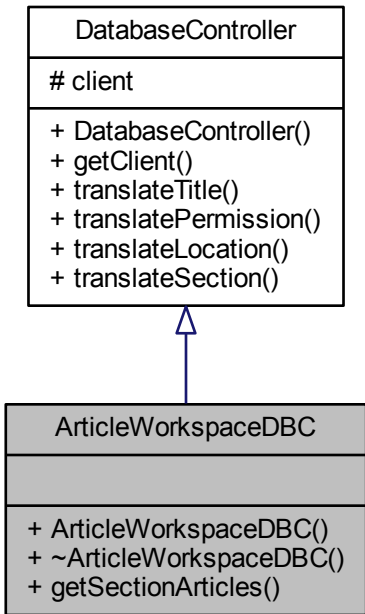 DatabaseController
# client
+ DatabaseController()
+ getClient()
+ translateTitle()
+ translatePermission()
+ translateLocation()
+ translateSection()
ArticleWorkspaceDBC
+ ArticleWorkspaceDBC()
+ ~ArticleWorkspaceDBC()
+ getSectionArticles()